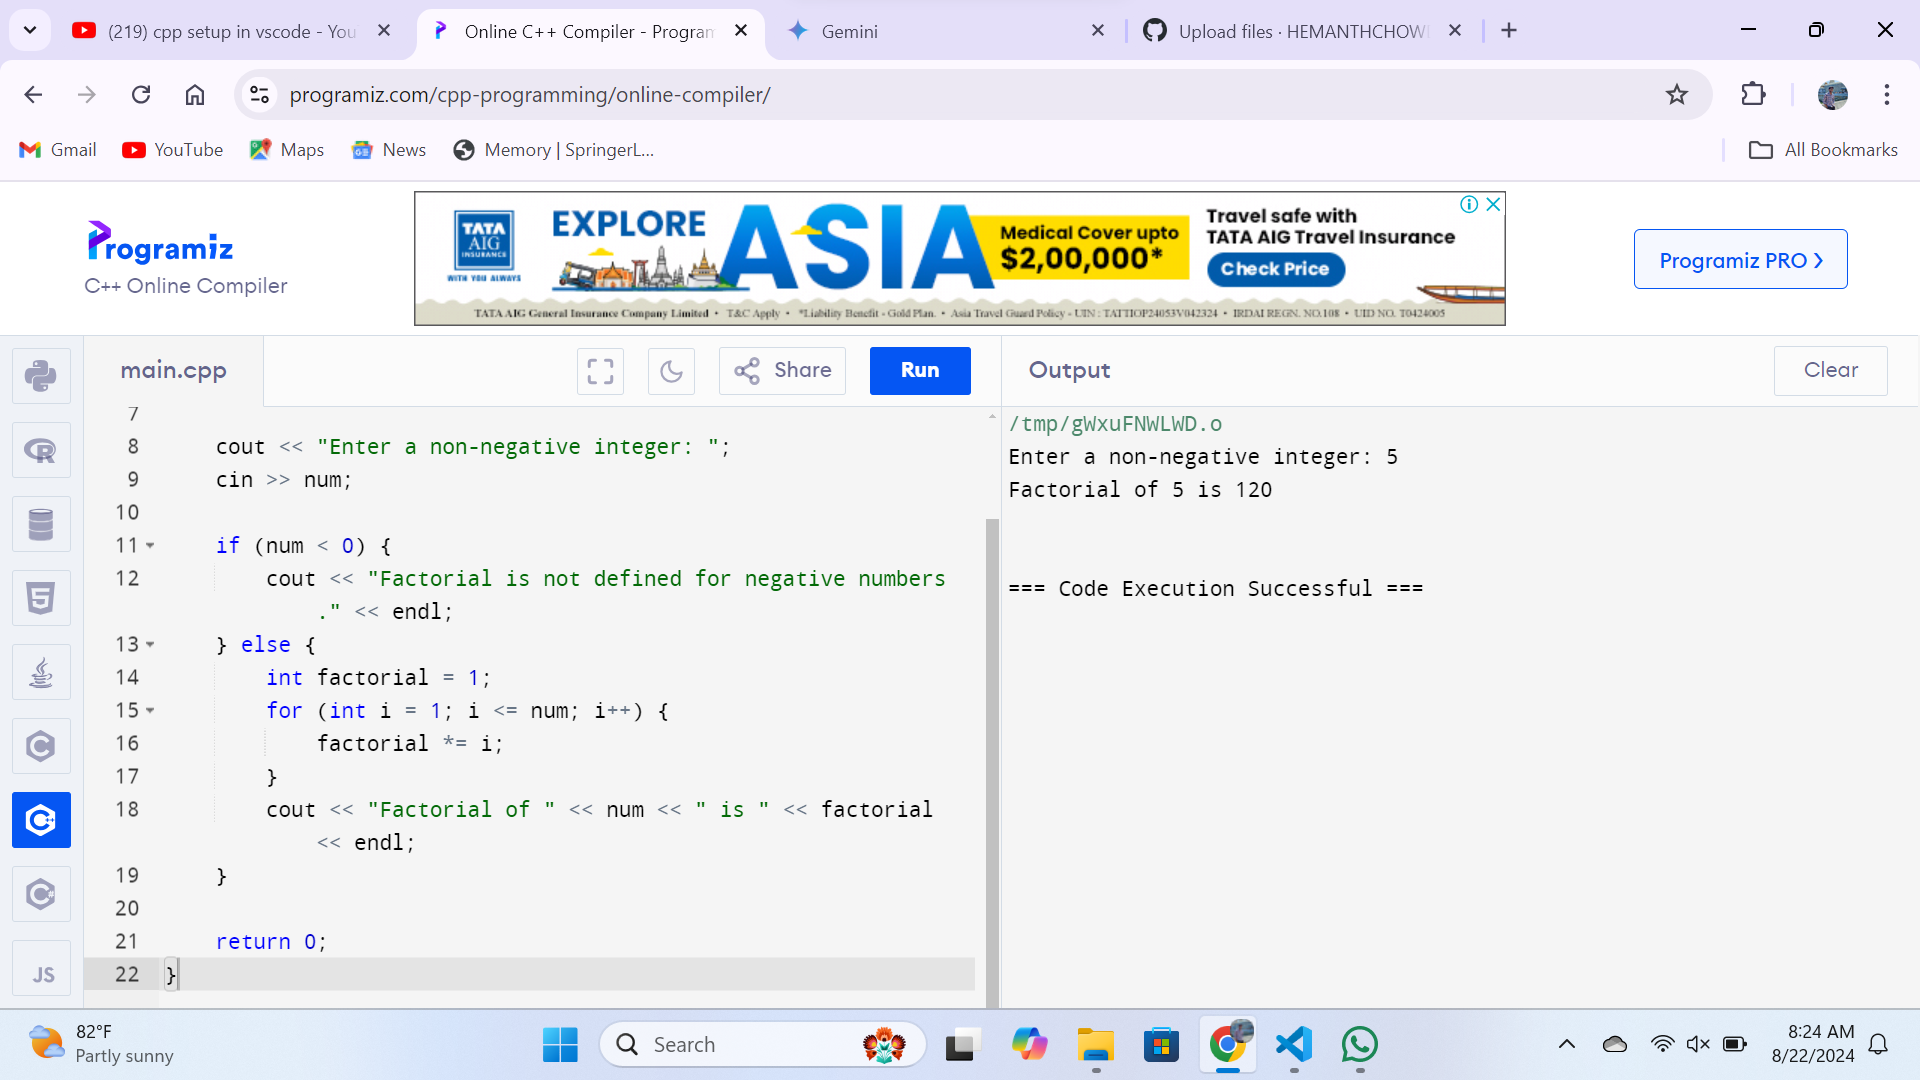 (219) cpp setup in vscode - You
Online C++ Compiler - Program
Gemini
Upload files · HEMANTHCHOW
programiz.com/cpp-programming/online-compiler/
Gmail
YouTube
Maps
News
Memory | SpringerL...
All Bookmarks
Programiz
C++ Online Compiler
TATA
AIG
INSURANCE
WITH YOU ALWAYS
EXPLORE
ASIA
Medical Cover upto
$2,00,000*
Travel safe with
TATA AIG Travel Insurance
Check Price
TATA AIG General Insurance Company Limited • T&C Apply • *Liability Benefit - Gold Plan. • Asia Travel Guard Policy - UIN : TATTIOP24053V042324 • IRDAI REGN. NO.108 • UID NO. T0424005
Programiz PRO ›
main.cpp
Share
Run
Output
Clear
7
8 cout << "Enter a non-negative integer: ";
9 cin >> num;
10
11 if (num < 0) {
12 cout << "Factorial is not defined for negative numbers
." << endl;
13 } else {
14 int factorial = 1;
15 for (int i = 1; i <= num; i++) {
16 factorial *= i;
17 }
18 cout << "Factorial of " << num << " is " << factorial
<< endl;
19 }
20
21 return 0;
22 }
/tmp/gWxuFNWLWD.o
Enter a non-negative integer: 5
Factorial of 5 is 120
=== Code Execution Successful ===
JS
82°F
Partly sunny
Search
8:24 AM
8/22/2024